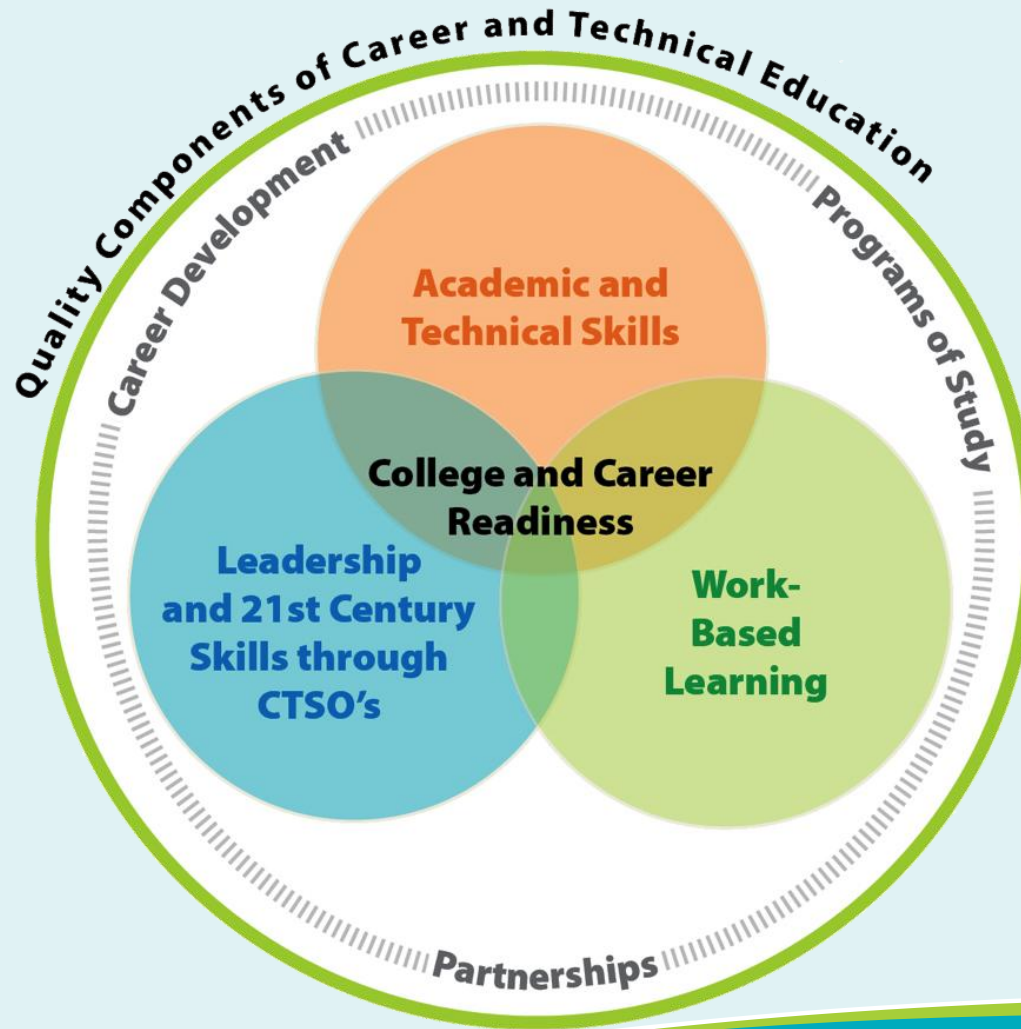 Quality Components of Career and Technical Education
Career Development
Programs of Study
Academic and
Technical Skills
College and Career
Readiness
Leadership
and 21st Century
Skills through
CTSO's
Work-
Based
Learning
Partnerships